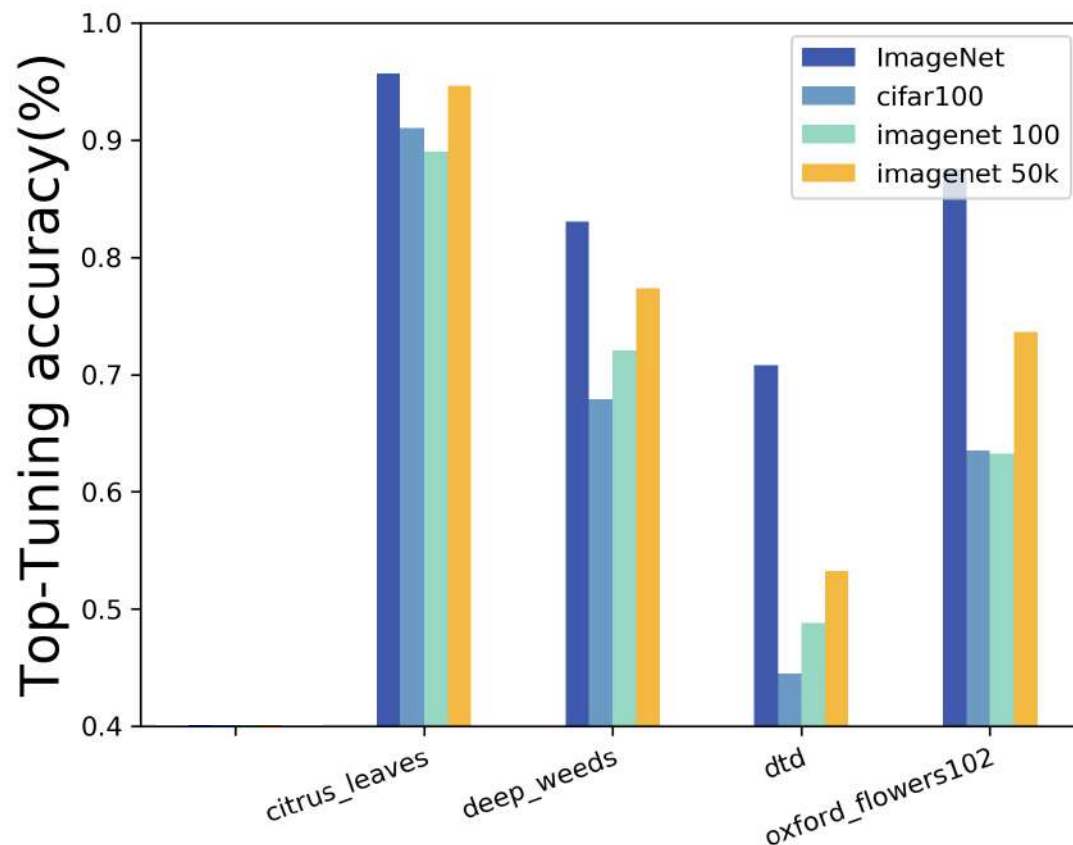 Top-Tuning accuracy(%)
1.0
0.9
0.8
0.7
0.6
0.5
0.4
ImageNet
cifar100
imagenet 100
imagenet 50k
citrus_leaves
deep_weeds
dtd
oxford_flowers102